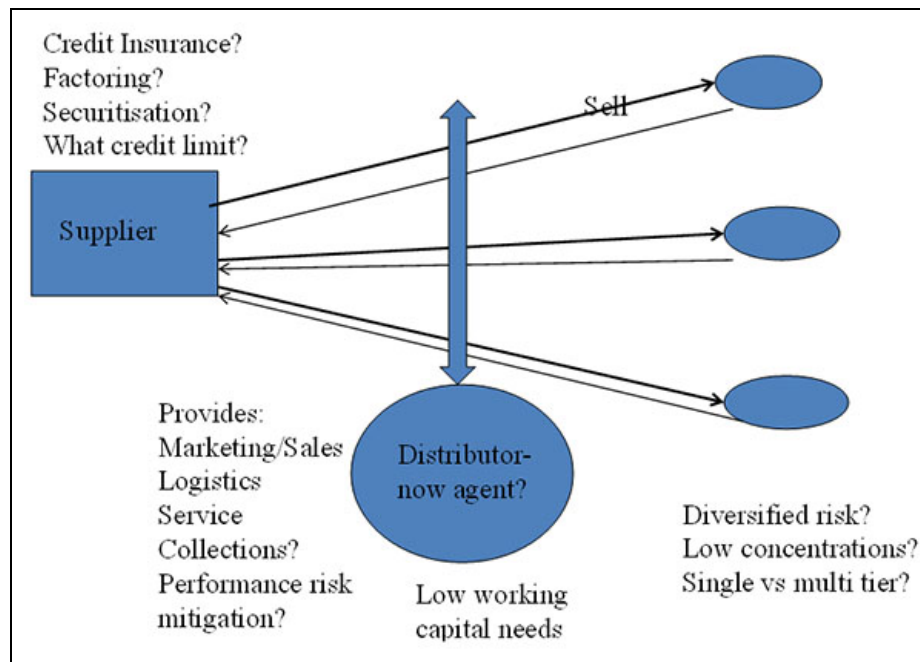 Credit Insurance?
Factoring?
Securitisation?
What credit limit?
Sell
Supplier
Provides:
Marketing/Sales
Logistics
Service
Collections?
Performance risk
mitigation?
Distributor-
now agent?
Low working
capital needs
Diversified risk?
Low concentrations?
Single vs multi tier?